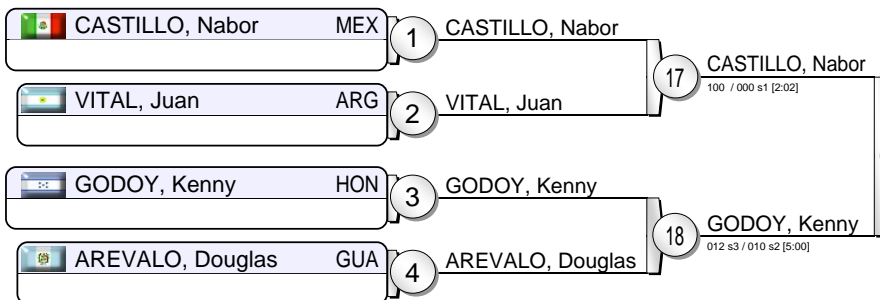 CASTILLO, Nabor MEX 1 CASTILLO, Nabor
17 CASTILLO, Nabor
100 / 000 s1 [2:02]
VITAL, Juan ARG 2 VITAL, Juan
GODOY, Kenny HON 3 GODOY, Kenny
18 GODOY, Kenny
012 s3 / 010 s2 [5:00]
AREVALO, Douglas GUA 4 AREVALO, Douglas